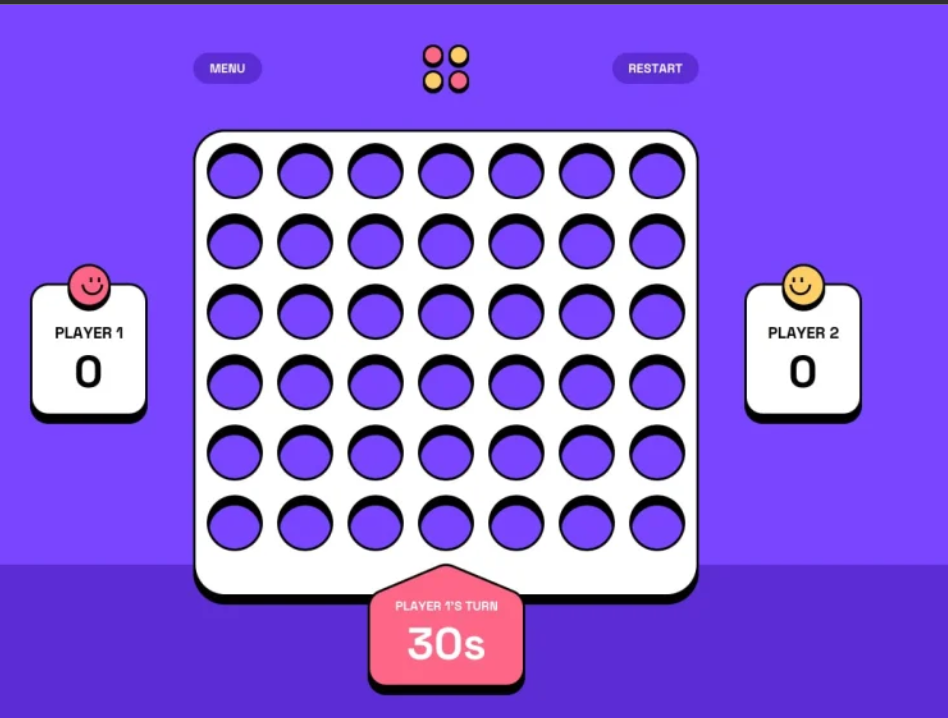 MENU
RESTART
PLAYER 1
0
PLAYER 2
0
PLAYER 1'S TURN
30s